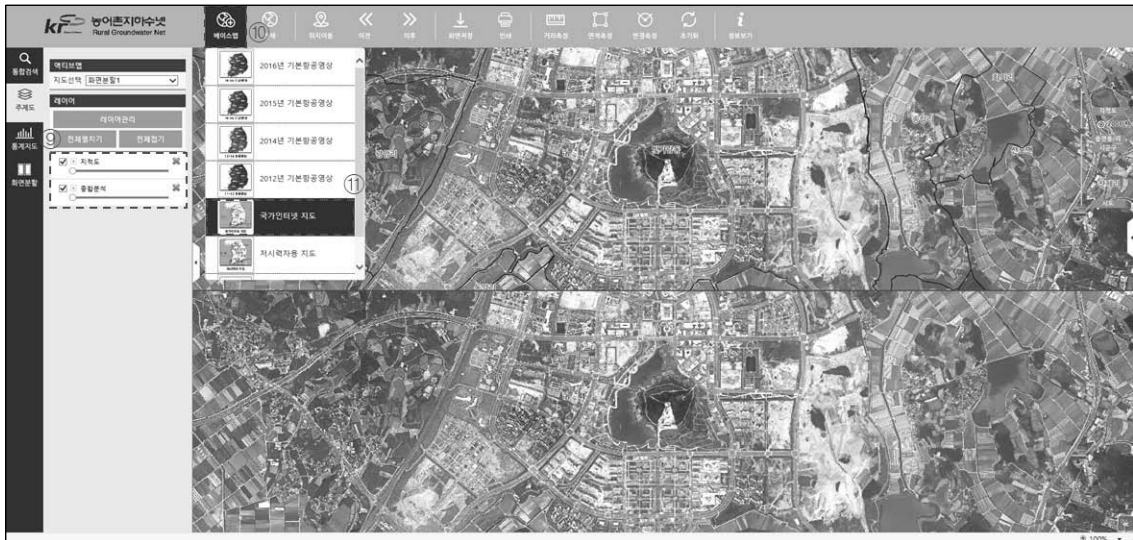 kr 농어촌지하수넷
Rural Groundwater Net
베이스맵
⑩
위치이동
이전
이후
화면저장
인쇄
거리측정
면적측정
반경측정
초기화
정보보기
통합검색
주제도
통계지도
화면분할
액티브맵
지도선택 화면분할1
레이어
레이어관리
⑨
전체펼치기 전체접기
지적도
종합분석
2016년 기본항공영상
2015년 기본항공영상
2014년 기본항공영상
2012년 기본항공영상
⑪
국가인터넷 지도
저시력자용 지도
100%